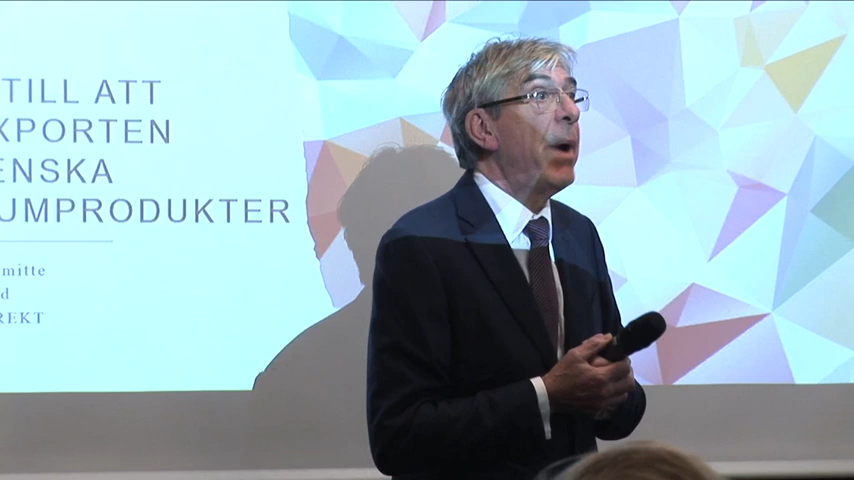 TILL ATT
XPORTEN
ENSKA
UMPRODUKTER
mitte
d
REKT